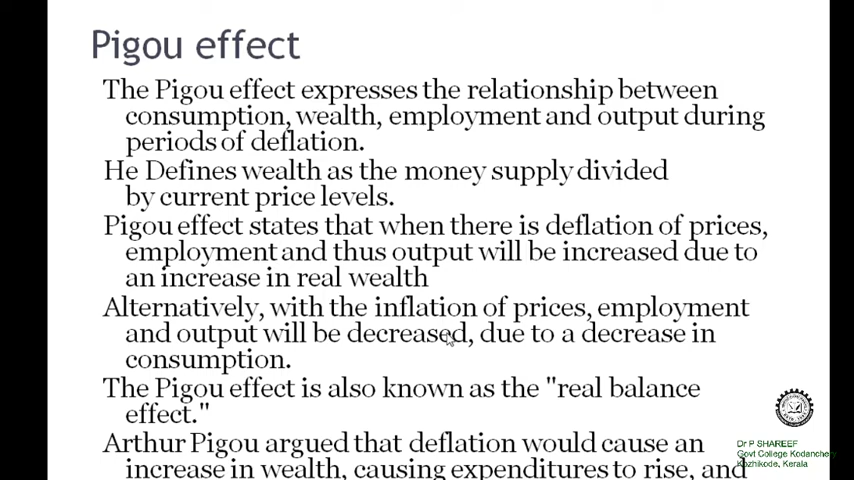 Pigou effect
The Pigou effect expresses the relationship between
consumption, wealth, employment and output during
periods of deflation.
He Defines wealth as the money supply divided
by current price levels.
Pigou effect states that when there is deflation of prices,
employment and thus output will be increased due to
an increase in real wealth
Alternatively, with the inflation of prices, employment
and output will be decreased, due to a decrease in
consumption.
The Pigou effect is also known as the "real balance
effect."
Arthur Pigou argued that deflation would cause an
increase in wealth, causing expenditures to rise, and
Dr P SHAREEF
Govt College Kodanchery
Kozhikode, Kerala